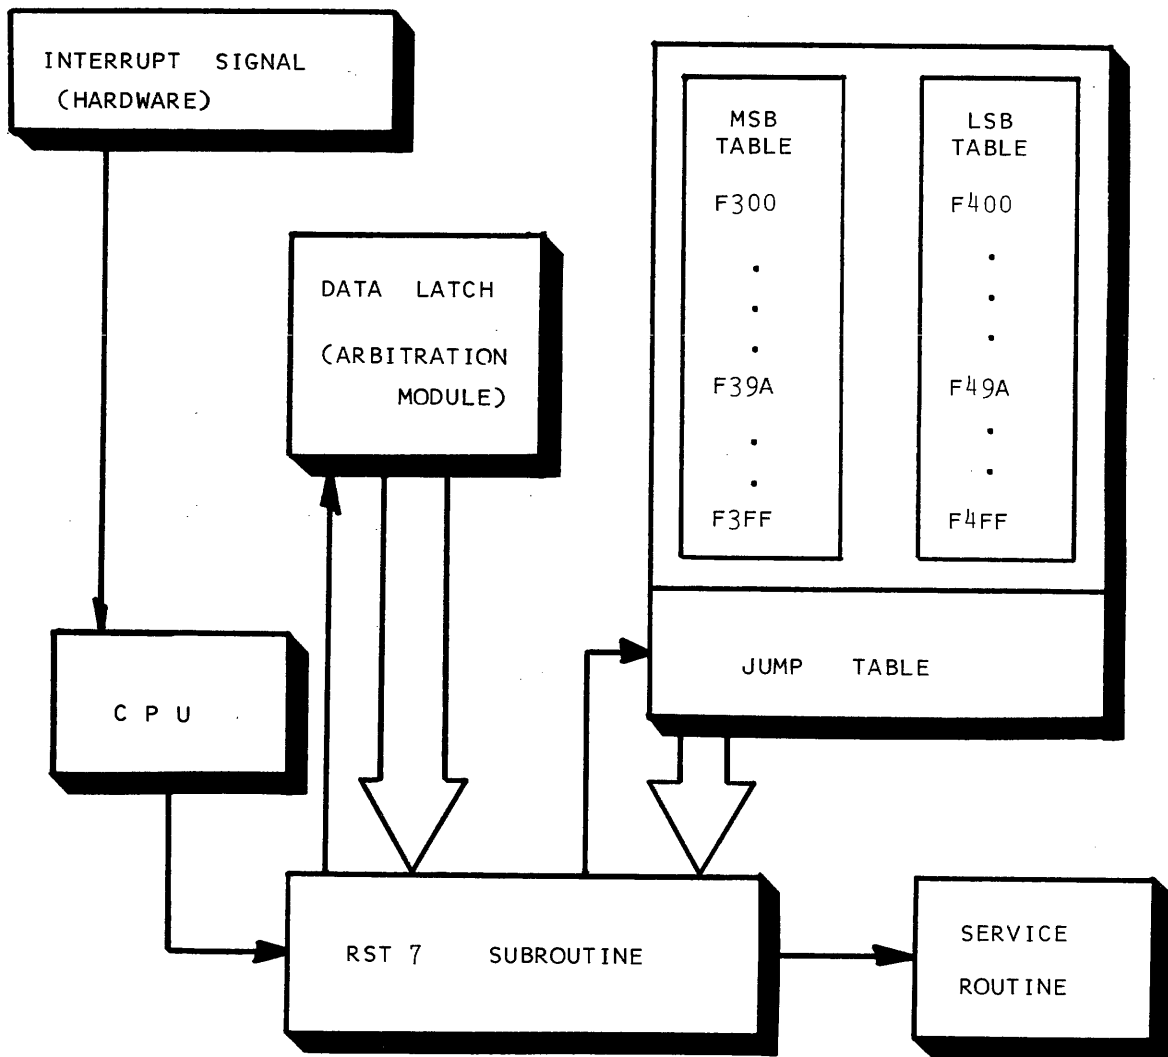 INTERRUPT SIGNAL
(HARDWARE)
MSB
TABLE
F300
.
.
.
F39A
.
.
F3FF
LSB
TABLE
F400
.
.
.
F49A
.
.
F4FF
JUMP TABLE
DATA LATCH
(ARBITRATION
MODULE)
C P U
RST 7 SUBROUTINE
SERVICE
ROUTINE